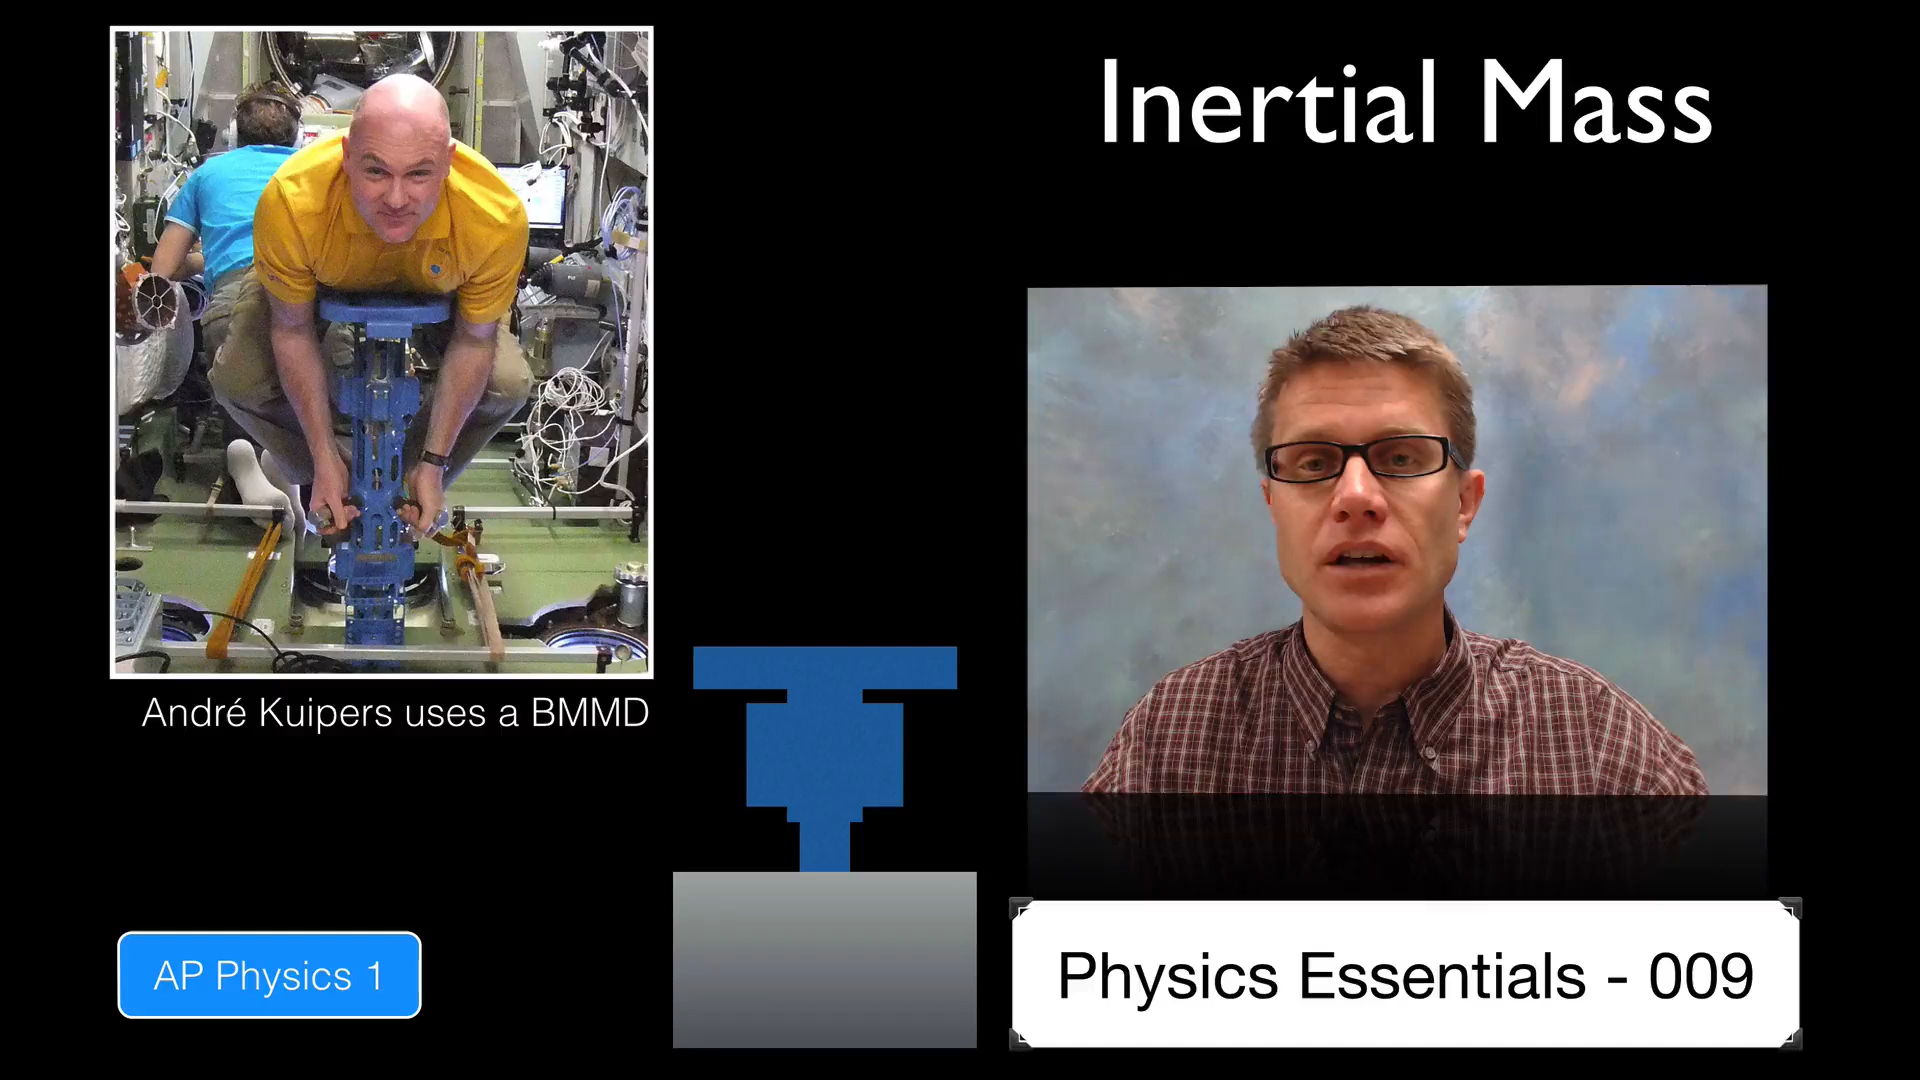 Inertial Mass
André Kuipers uses a BMMD
AP Physics 1
Physics Essentials - 009